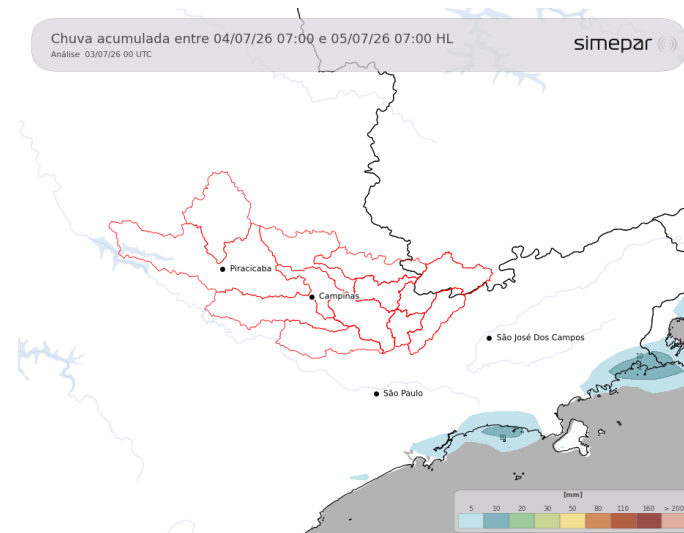 Chuva acumulada entre 04/07/26 07:00 e 05/07/26 07:00 HL
Análise 03/07/26 00 UTC
simepar
Piracicaba
Campinas
São José Dos Campos
São Paulo
10
10
[mm]
5 10 20 30 50 80 110 160 > 200